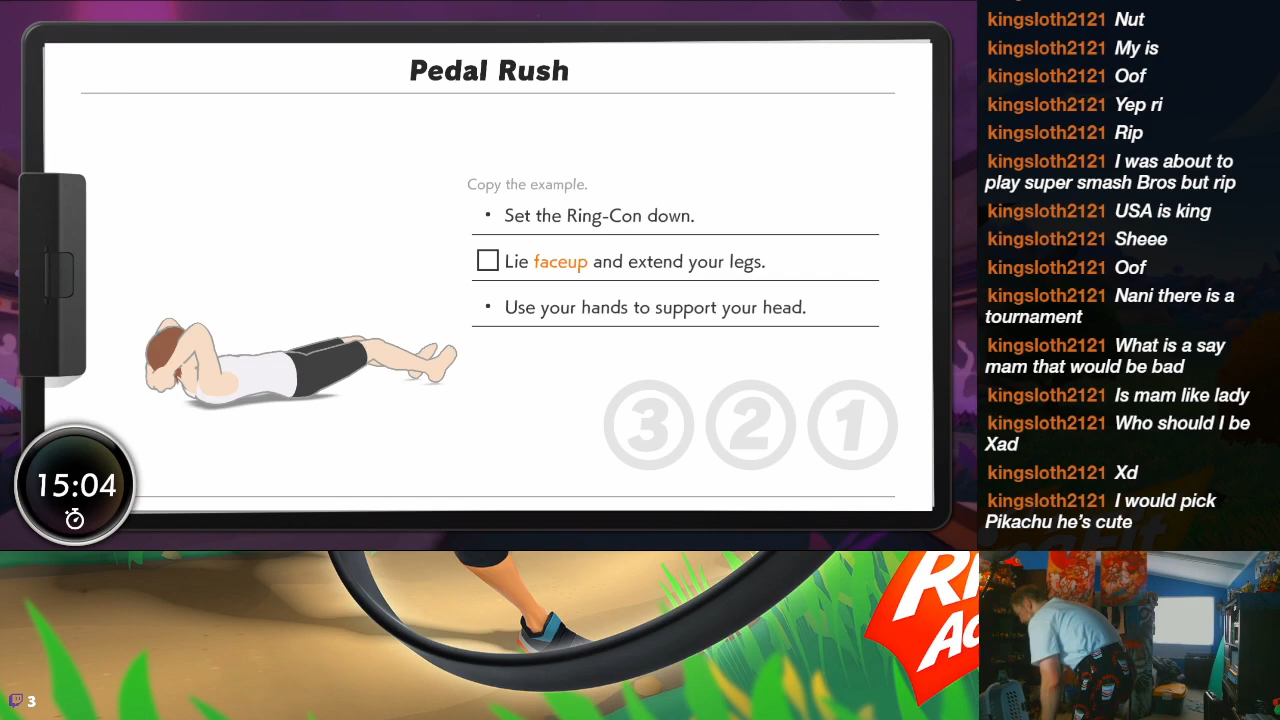 Pedal Rush
Copy the example.
• Set the Ring-Con down.
Lie faceup and extend your legs.
• Use your hands to support your head.
3 2 1
15:04
3
kingsloth2121 Nut
kingsloth2121 My is
kingsloth2121 Oof
kingsloth2121 Yep ri
kingsloth2121 Rip
kingsloth2121 I was about to
play super smash Bros but rip
kingsloth2121 USA is king
kingsloth2121 Sheee
kingsloth2121 Oof
kingsloth2121 Nani there is a
tournament
kingsloth2121 What is a say
mam that would be bad
kingsloth2121 Is mam like lady
kingsloth2121 Who should I be
Xad
kingsloth2121 Xd
kingsloth2121 I would pick
Pikachu he's cute